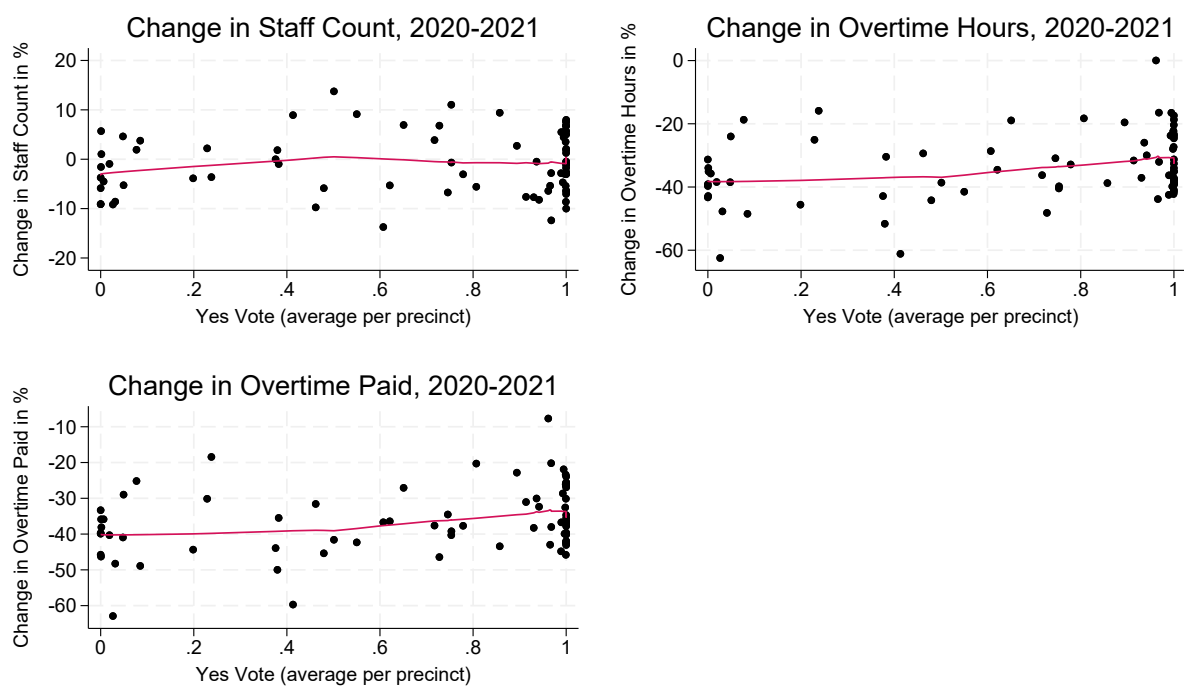 Change in Staff Count, 2020-2021
Change in Staff Count in %
20
10
0
-10
-20
0 .2 .4 .6 .8 1
Yes Vote (average per precinct)
Change in Overtime Hours, 2020-2021
Change in Overtime Hours in %
0
-20
-40
-60
0 .2 .4 .6 .8 1
Yes Vote (average per precinct)
Change in Overtime Paid, 2020-2021
Change in Overtime Paid in %
-10
-20
-30
-40
-50
-60
0 .2 .4 .6 .8 1
Yes Vote (average per precinct)